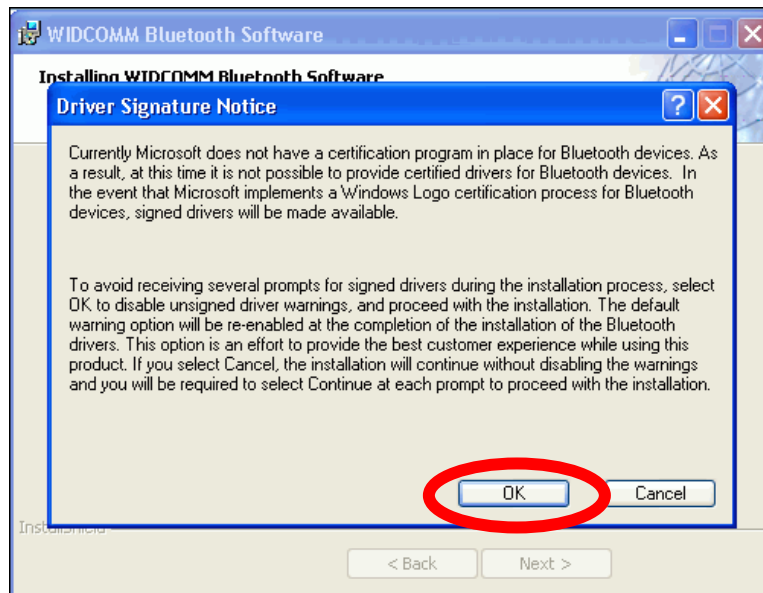 WIDCOMM Bluetooth Software
Installing WIDCOMM Bluetooth Software
Driver Signature Notice
Currently Microsoft does not have a certification program in place for Bluetooth devices. As
a result, at this time it is not possible to provide certified drivers for Bluetooth devices. In
the event that Microsoft implements a Windows Logo certification process for Bluetooth
devices, signed drivers will be made available.
To avoid receiving several prompts for signed drivers during the installation process, select
OK to disable unsigned driver warnings, and proceed with the installation. The default
warning option will be re-enabled at the completion of the installation of the Bluetooth
drivers. This option is an effort to provide the best customer experience while using this
product. If you select Cancel, the installation will continue without disabling the warnings
and you will be required to select Continue at each prompt to proceed with the installation.
OK Cancel
InstallShield
< Back Next >